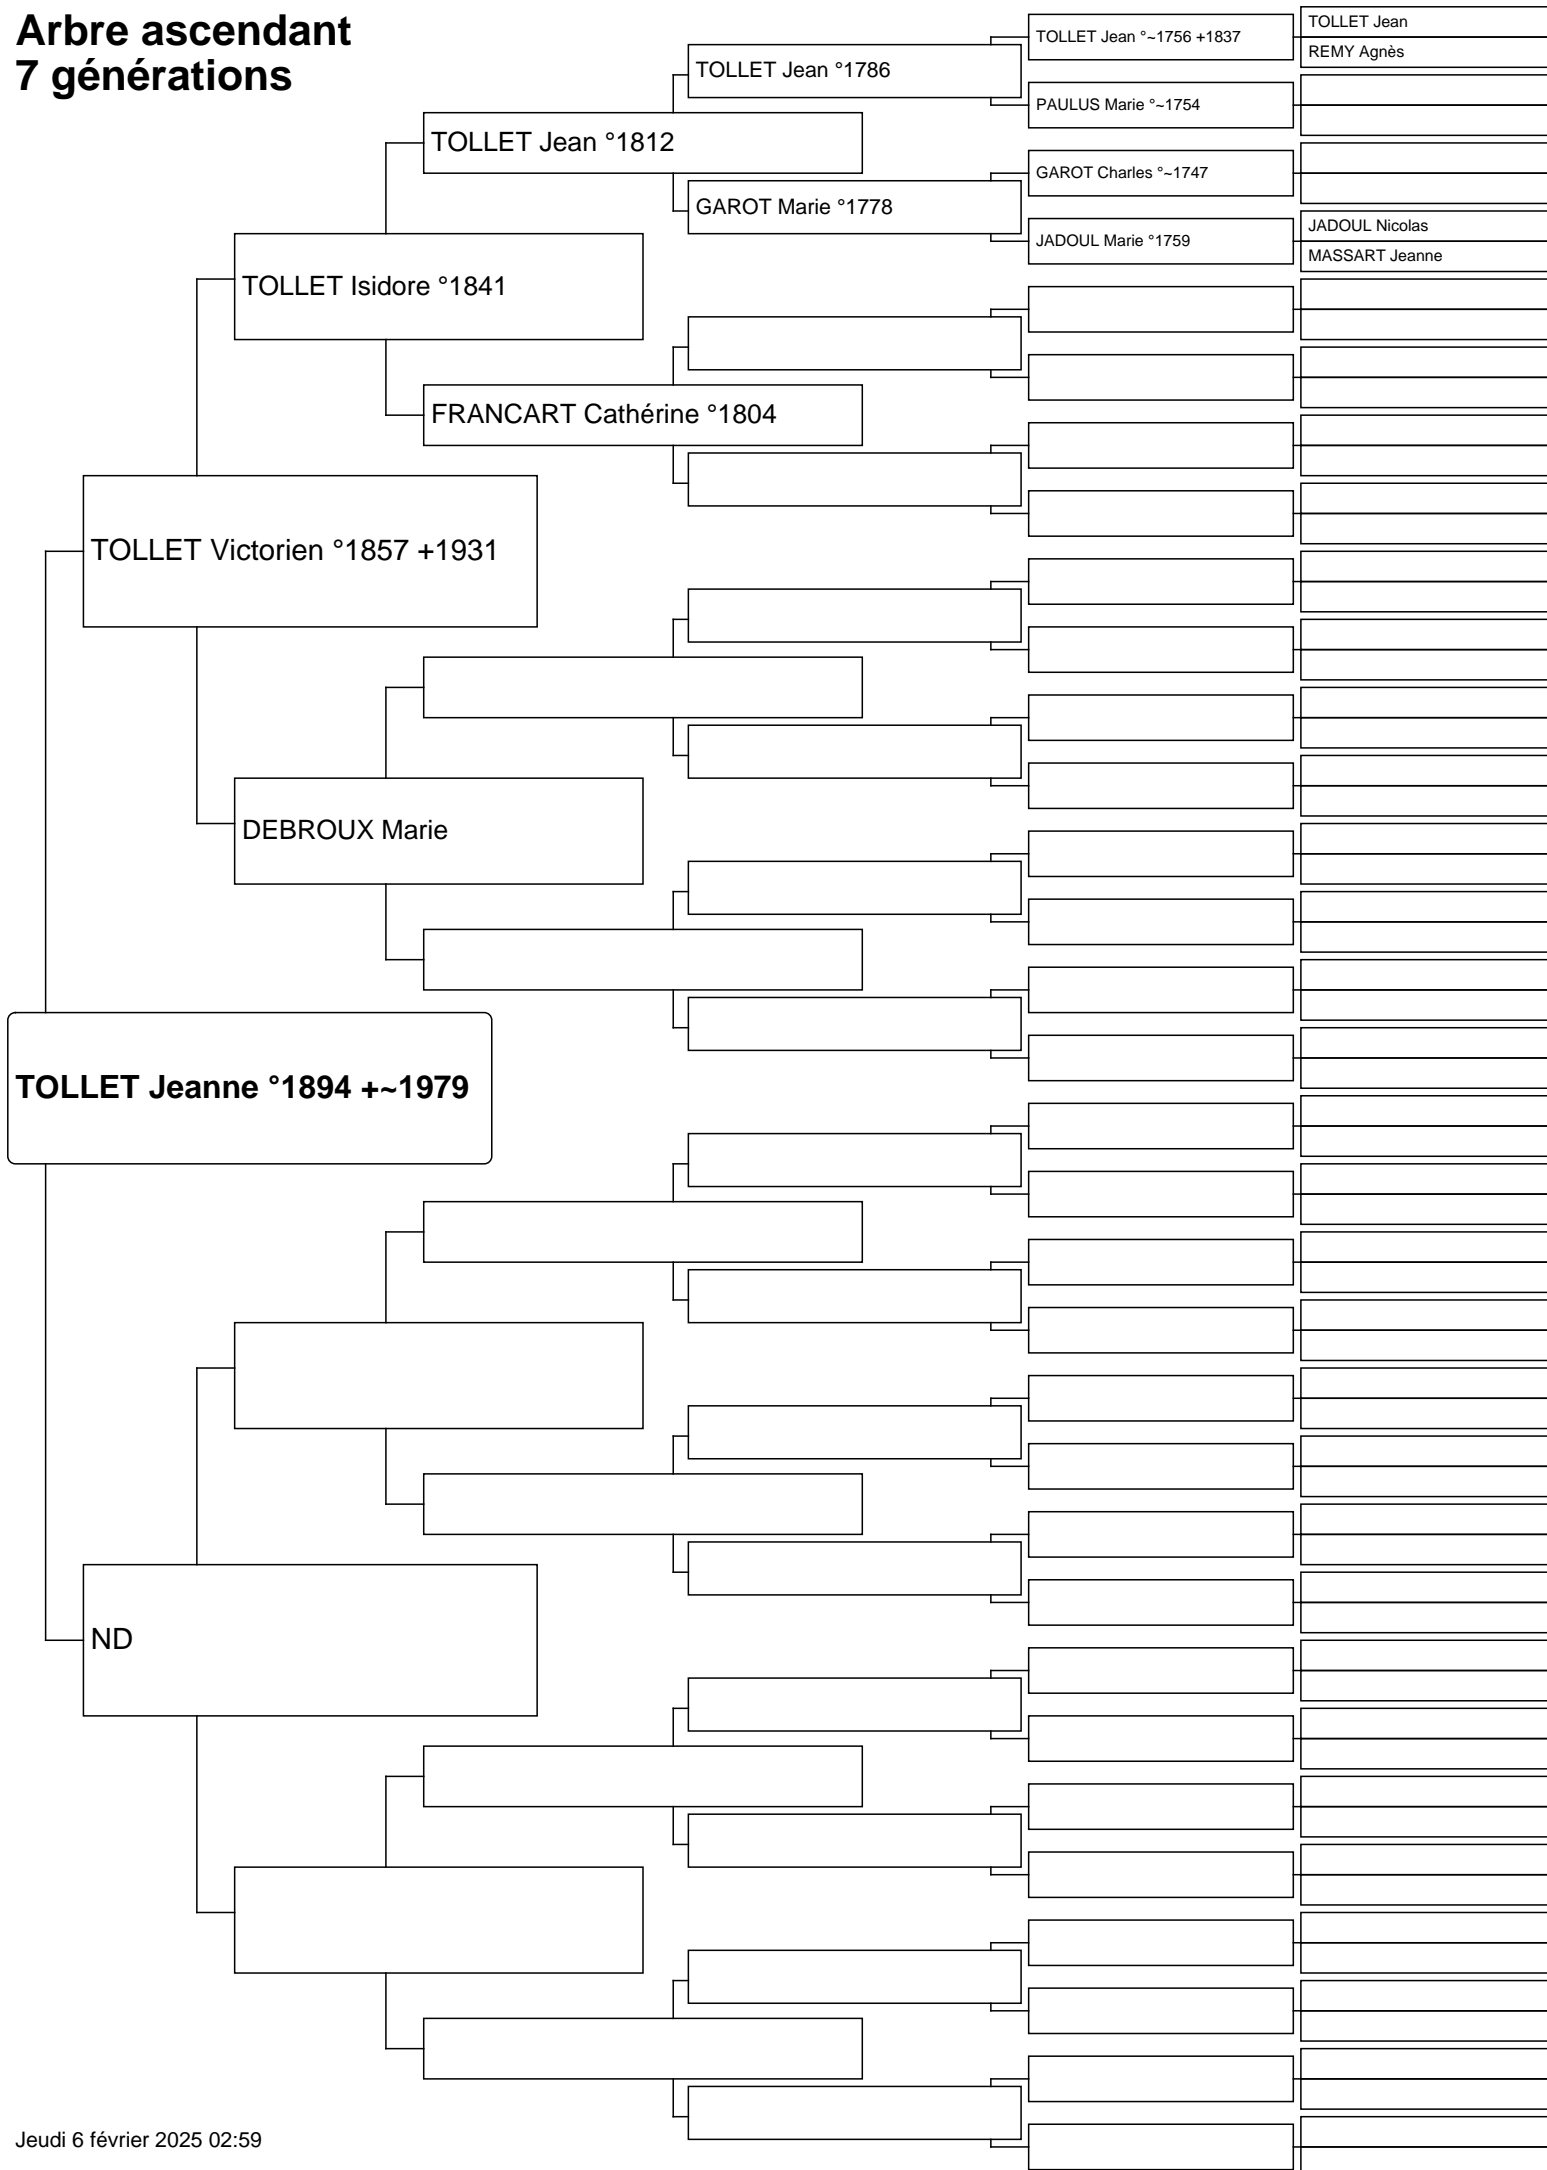 Arbre ascendant
7 générations
TOLLET Jean °~1756 +1837
TOLLET Jean
REMY Agnès
TOLLET Jean °1786
PAULUS Marie °~1754
TOLLET Jean °1812
GAROT Charles °~1747
GAROT Marie °1778
JADOUL Marie °1759
JADOUL Nicolas
MASSART Jeanne
TOLLET Isidore °1841
FRANCART Cathérine °1804
TOLLET Victorien °1857 +1931
DEBROUX Marie
TOLLET Jeanne °1894 +~1979
ND
Jeudi 6 février 2025 02:59